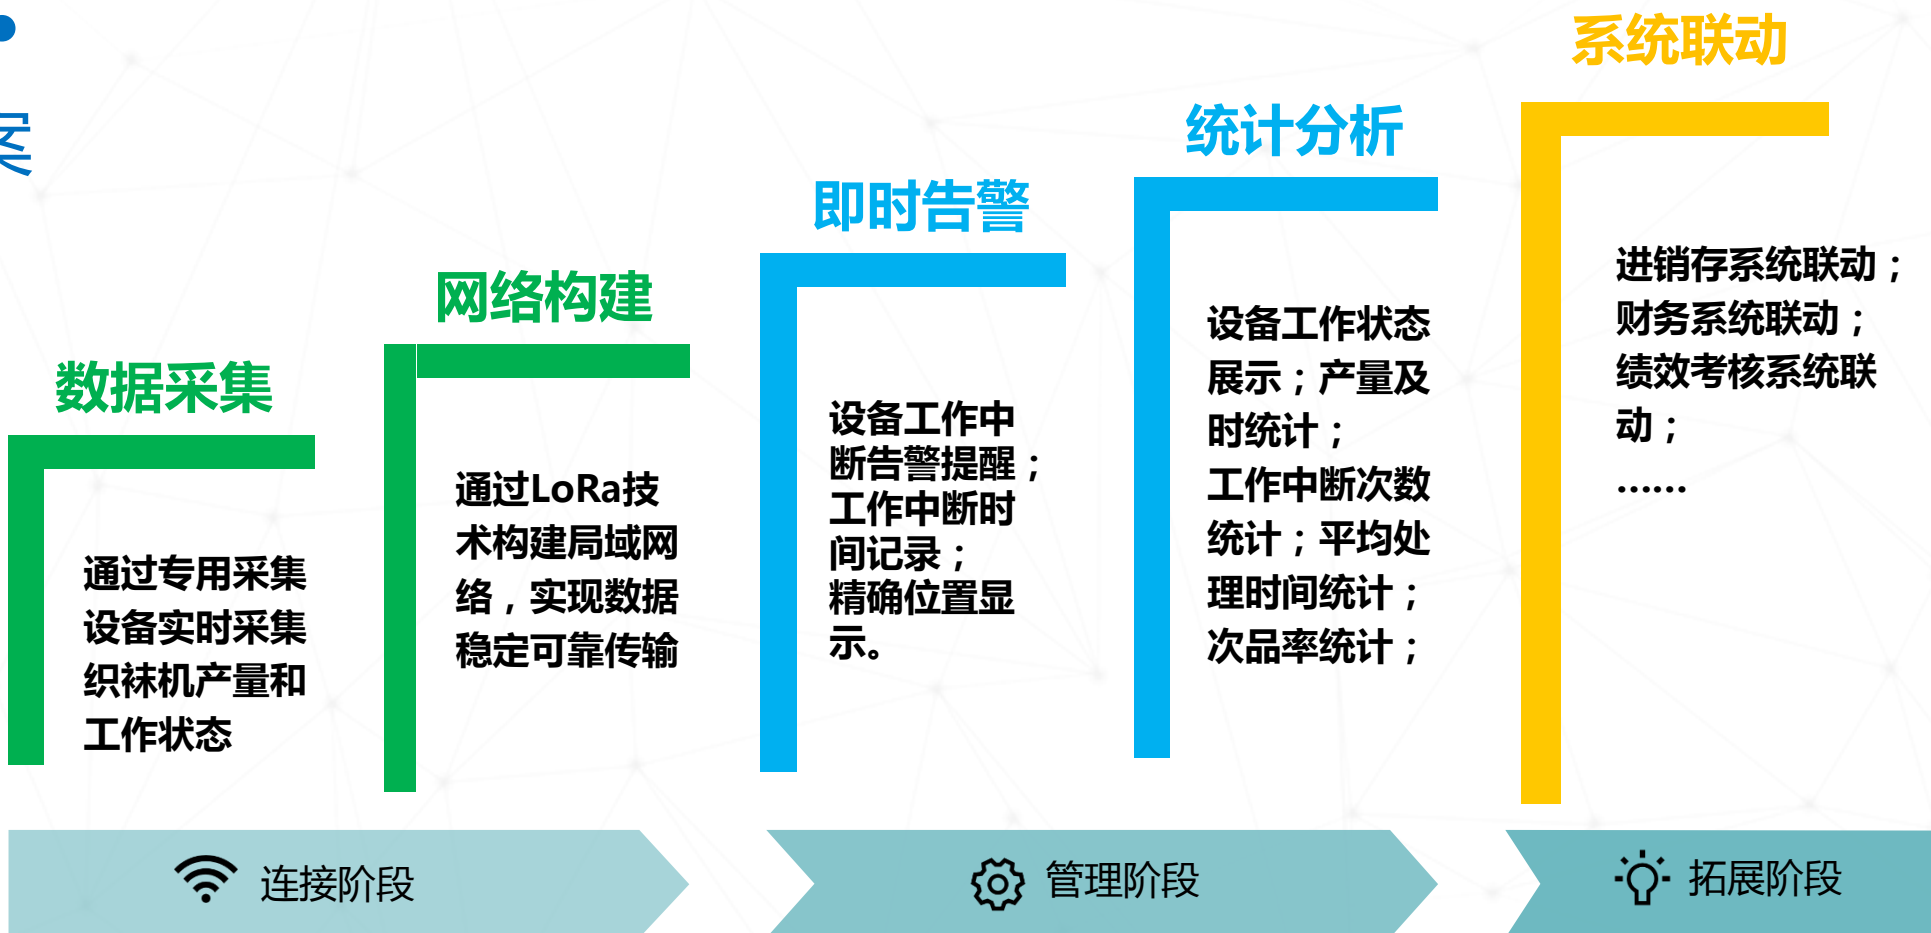 案
数据采集
通过专用采集
设备实时采集
织袜机产量和
工作状态
网络构建
通过LoRa技
术构建局域网
络，实现数据
稳定可靠传输
即时告警
设备工作中
断告警提醒；
工作中断时
间记录；
精确位置显
示。
统计分析
设备工作状态
展示；产量及
时统计；
工作中断次数
统计；平均处
理时间统计；
次品率统计；
系统联动
进销存系统联动；
财务系统联动；
绩效考核系统联
动；
……
连接阶段
管理阶段
拓展阶段